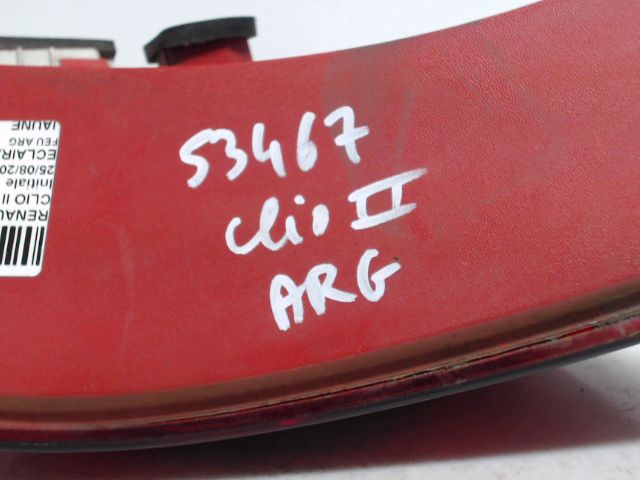 53467
Clio II
ARG
RENAU
CLIO II
Initiale
25/08/20
ECLAIR
FEU ARG
JAUNE